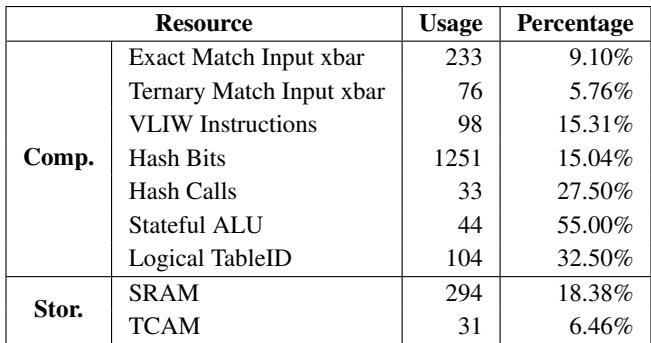 Resource Usage Percentage
Comp.
Exact Match Input xbar 233 9.10%
Ternary Match Input xbar 76 5.76%
VLIW Instructions 98 15.31%
Hash Bits 1251 15.04%
Hash Calls 33 27.50%
Stateful ALU 44 55.00%
Logical TableID 104 32.50%
Stor.
SRAM 294 18.38%
TCAM 31 6.46%